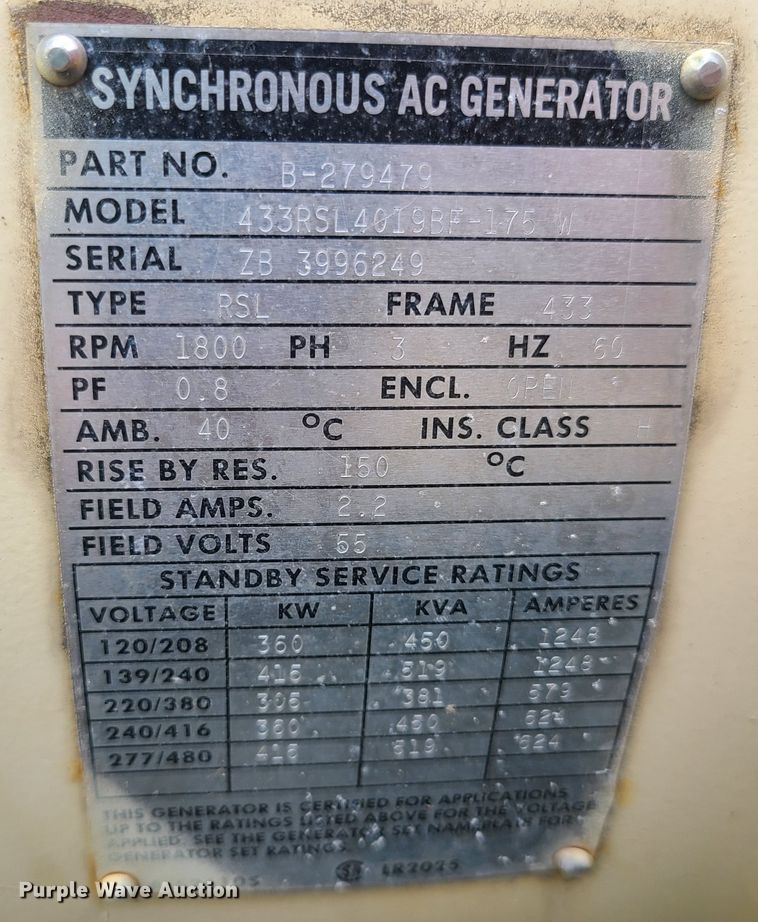 SYNCHRONOUS AC GENERATOR
PART NO. B-279479
MODEL 433RSL4019BF-175 W
SERIAL ZB 3996249
TYPE RSL FRAME 433
RPM 1800 PH 3 HZ 60
PF 0.8 ENCL. OPEN
AMB. 40 °C INS. CLASS H
RISE BY RES. 150 °C
FIELD AMPS. 2.2
FIELD VOLTS 55
STANDBY SERVICE RATINGS
VOLTAGE KW KVA AMPERES
120/208 360 450 1248
139/240 415 519 1248
220/380 305 381 579
240/416 360 450 624
277/480 415 519 624
THIS GENERATOR IS CERTIFIED FOR APPLICATIONS
UP TO THE RATINGS LISTED ABOVE FOR THE VOLTAGE
APPLIED. SEE THE GENERATOR SET NAMEPLATE FOR
GENERATOR SET RATINGS.
LR2025
Purple Wave Auction